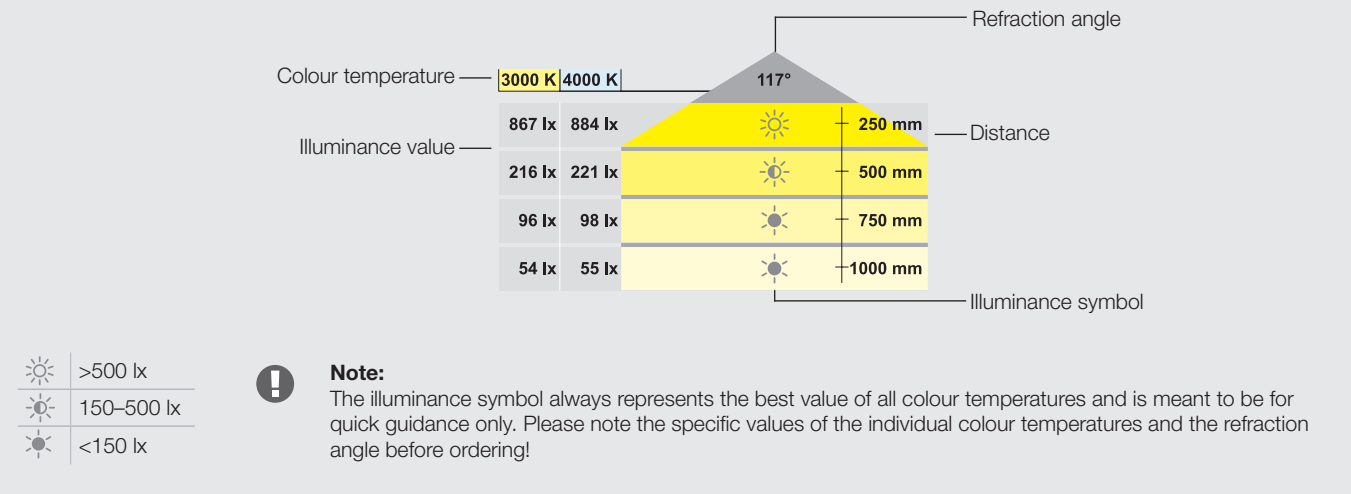 Refraction angle
Colour temperature
3000 K 4000 K
117°
867 lx 884 lx 250 mm
Distance
Illuminance value
216 lx 221 lx 500 mm
96 lx 98 lx 750 mm
54 lx 55 lx 1000 mm
Illuminance symbol
>500 lx
150–500 lx
<150 lx
Note:
The illuminance symbol always represents the best value of all colour temperatures and is meant to be for
quick guidance only. Please note the specific values of the individual colour temperatures and the refraction
angle before ordering!